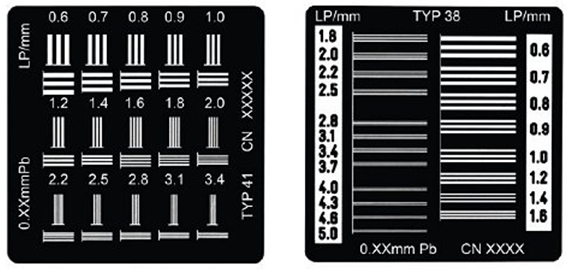 0.6 0.7 0.8 0.9 1.0
LP/mm
1.2 1.4 1.6 1.8 2.0
CN XXXXX
2.2 2.5 2.8 3.1 3.4
0.XXmmPb
TYP 41
LP/mm TYP 38 LP/mm
1.8
2.0
2.2
2.5
2.8
3.1
3.4
3.7
4.0
4.3
4.6
5.0
0.6
0.7
0.8
0.9
1.0
1.2
1.4
1.6
0.XXmm Pb CN XXXX